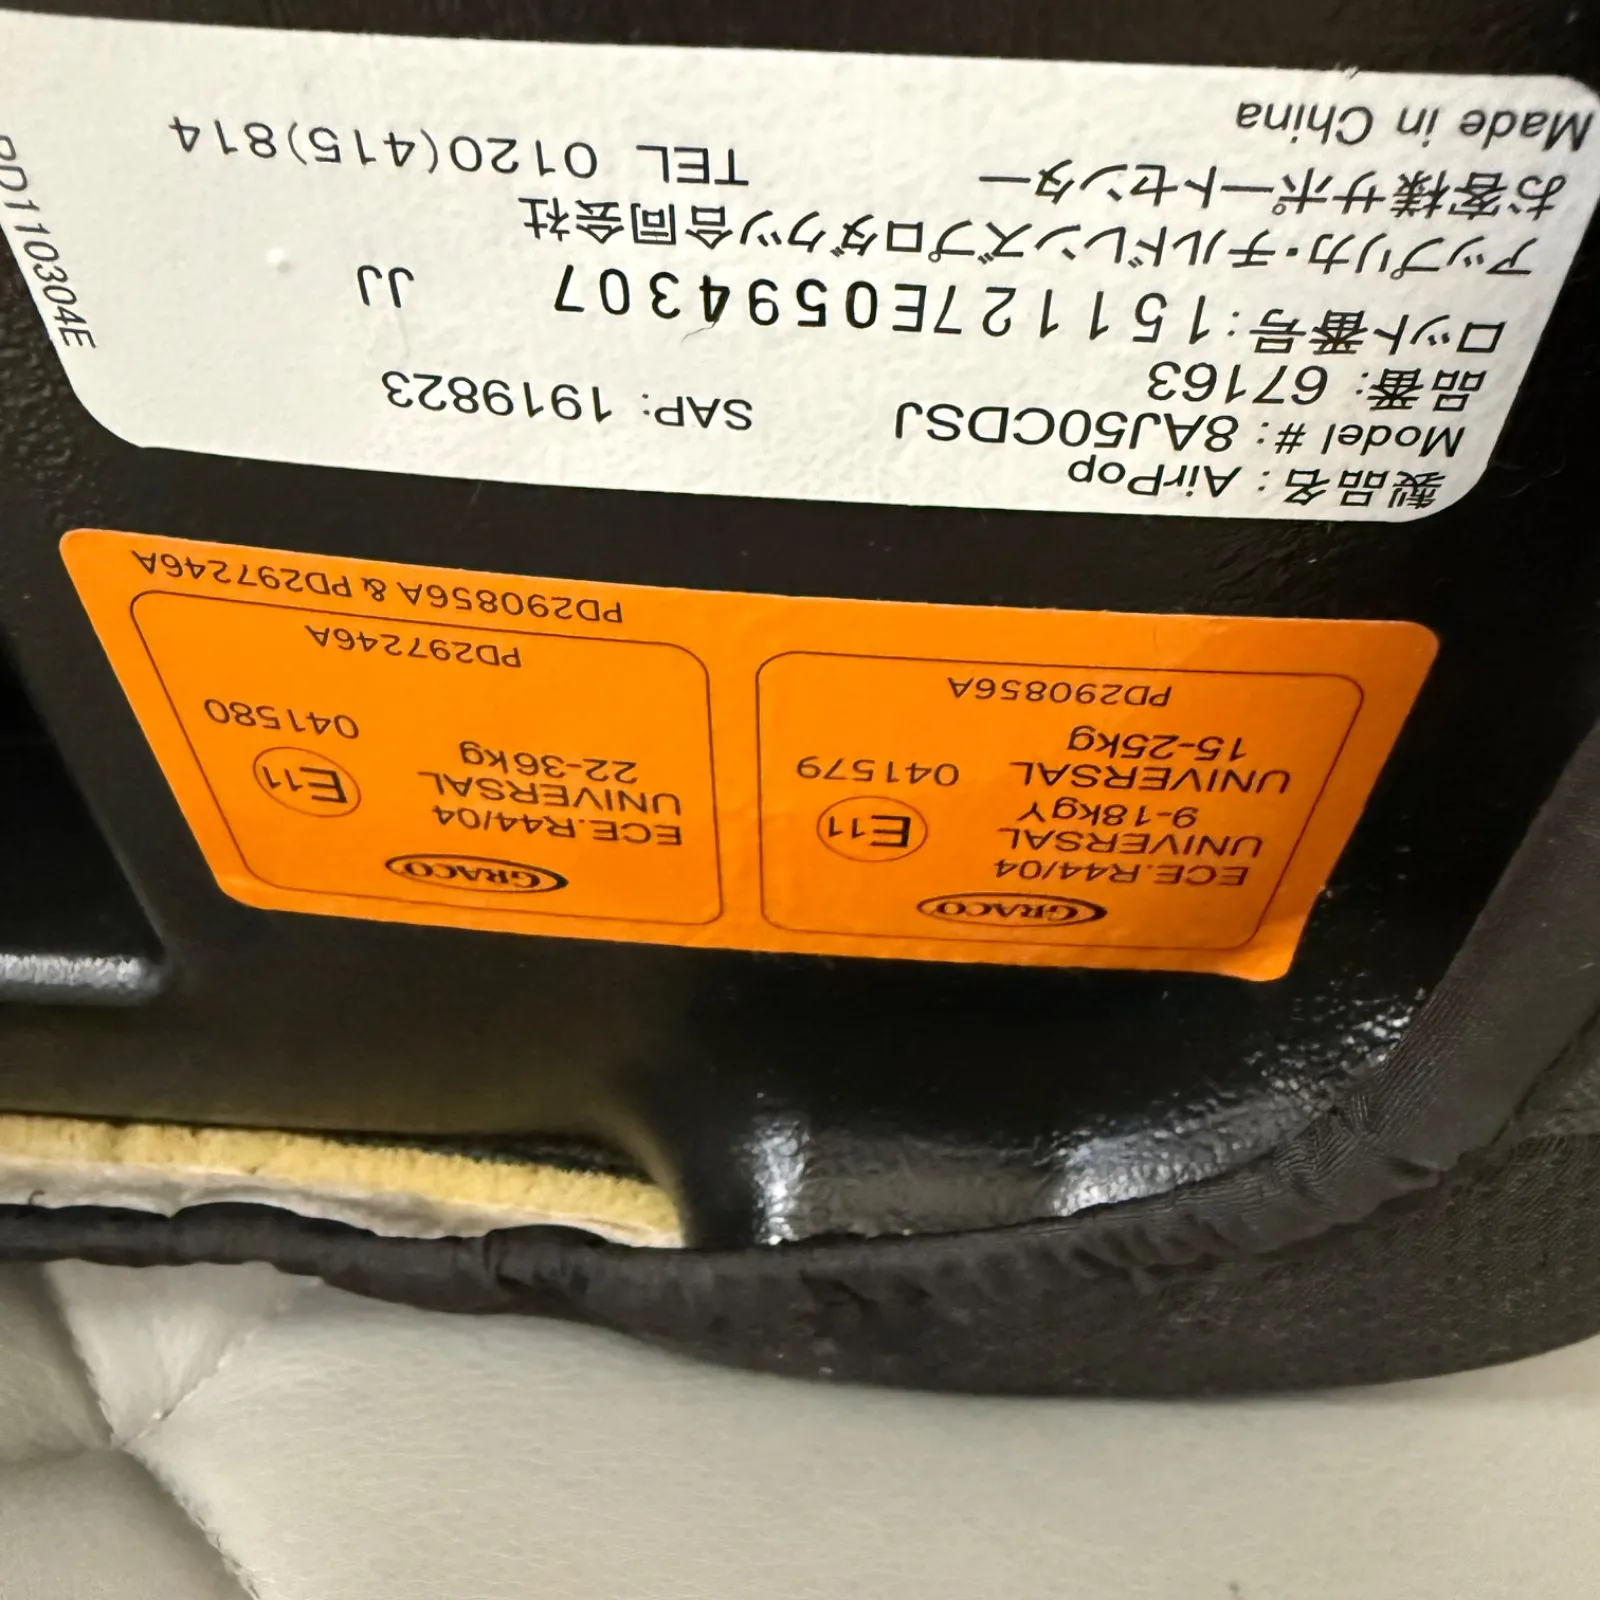 製品名：AirPop
Model #: 8AJ50CDSJ SAP: 1919823
品番: 67163
ロット番号:151127E0594307 JJ
アップリカ・チルドレンズプロダクツ合同会社
お客様サポートセンター TEL 0120(415)814
Made in China
PD110304E
GRACO
ECE.R44/04
UNIVERSAL
9-18kgY
UNIVERSAL
15-25kg
E11
041579
PD290856A
GRACO
ECE.R44/04
UNIVERSAL
22-36kg
E11
041580
PD297246A
PD290856A & PD297246A